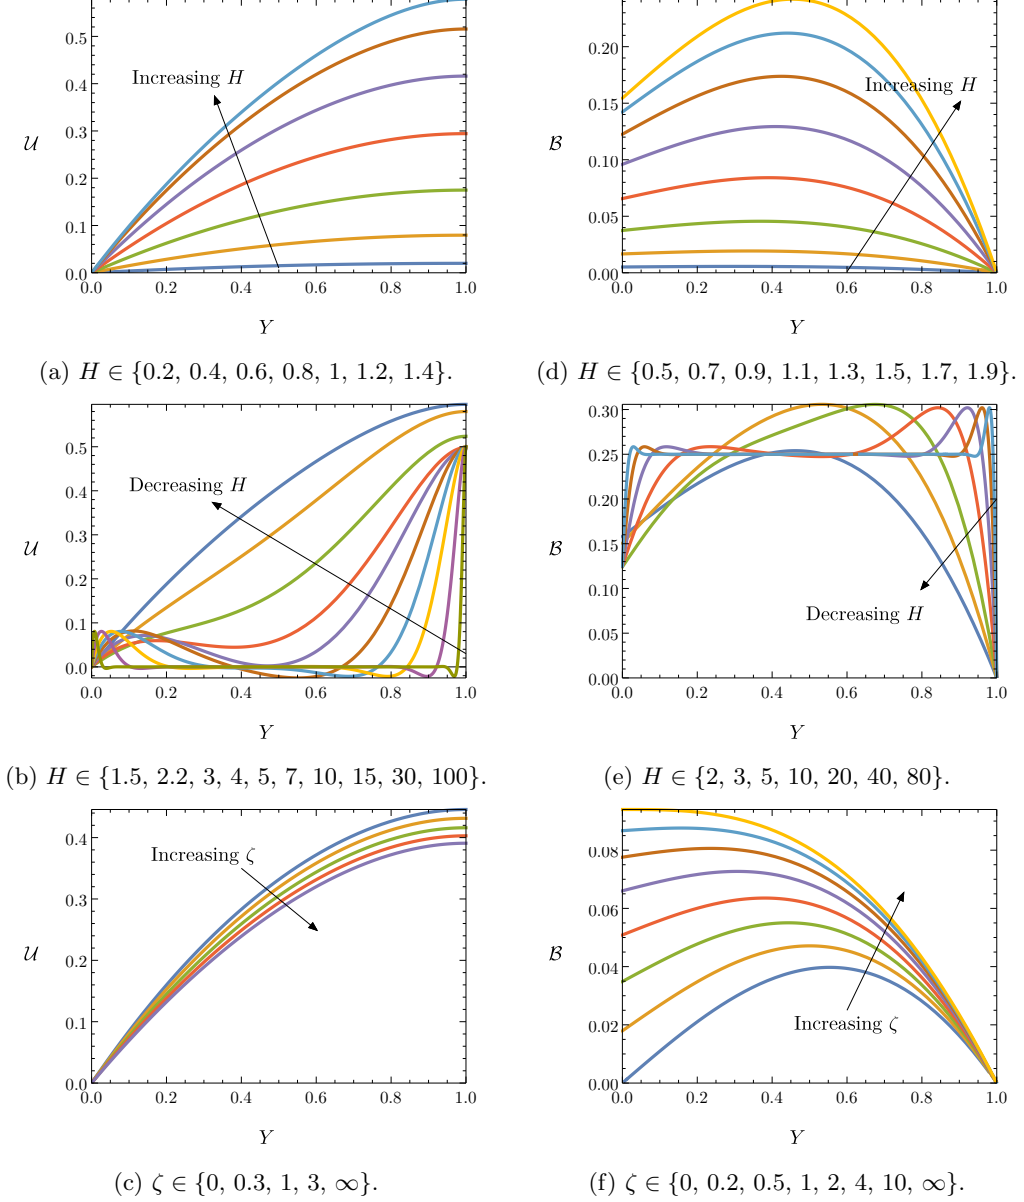 0.5
0.4
0.3
0.2
0.1
0.0
𝒰
Increasing H
0.0 0.2 0.4 0.6 0.8 1.0
Y
(a) H ∈ {0.2, 0.4, 0.6, 0.8, 1, 1.2, 1.4}.
0.20
0.15
0.10
0.05
0.00
ℬ
Increasing H
0.0 0.2 0.4 0.6 0.8 1.0
Y
(d) H ∈ {0.5, 0.7, 0.9, 1.1, 1.3, 1.5, 1.7, 1.9}.
0.5
0.4
0.3
0.2
0.1
0.0
𝒰
Decreasing H
0.0 0.2 0.4 0.6 0.8 1.0
Y
(b) H ∈ {1.5, 2.2, 3, 4, 5, 7, 10, 15, 30, 100}.
0.30
0.25
0.20
0.15
0.10
0.05
0.00
ℬ
Decreasing H
0.0 0.2 0.4 0.6 0.8 1.0
Y
(e) H ∈ {2, 3, 5, 10, 20, 40, 80}.
0.4
0.3
0.2
0.1
0.0
𝒰
Increasing ζ
0.0 0.2 0.4 0.6 0.8 1.0
Y
(c) ζ ∈ {0, 0.3, 1, 3, ∞}.
0.08
0.06
0.04
0.02
0.00
ℬ
Increasing ζ
0.0 0.2 0.4 0.6 0.8 1.0
Y
(f) ζ ∈ {0, 0.2, 0.5, 1, 2, 4, 10, ∞}.